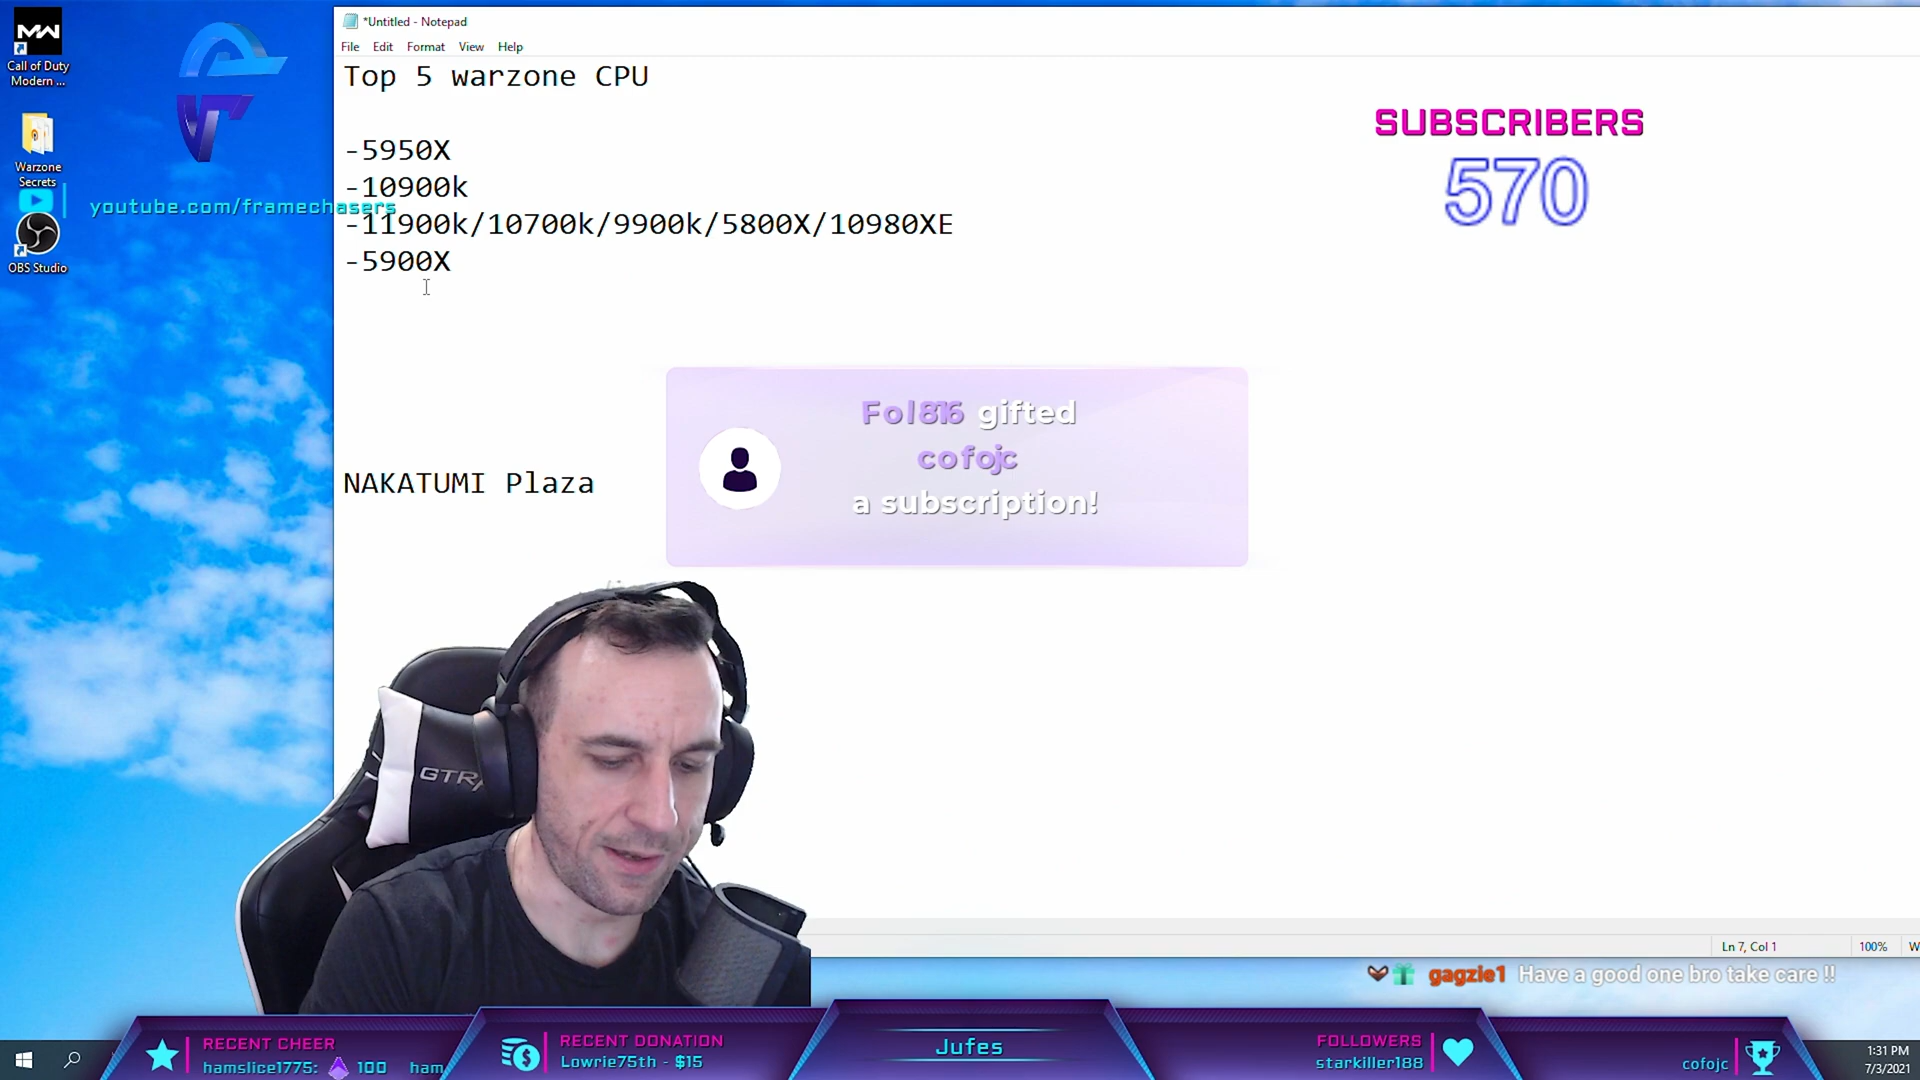 *Untitled - Notepad
File Edit Format View Help
Top 5 warzone CPU
-5950X
-10900k
-11900k/10700k/9900k/5800X/10980XE
-5900X
NAKATUMI Plaza
Call of Duty
Modern ...
Warzone
Secrets
youtube.com/framechasers
OBS Studio
SUBSCRIBERS
570
Fol816 gifted
cofojc
a subscription!
GTR
Ln 7, Col 1
100%
W
gagzie1 Have a good one bro take care !!
RECENT CHEER
hamslice1775: 100 ham
RECENT DONATION
Lowrie75th - $15
Jufes
FOLLOWERS
starkiller188
cofojc
1:31 PM
7/3/2021